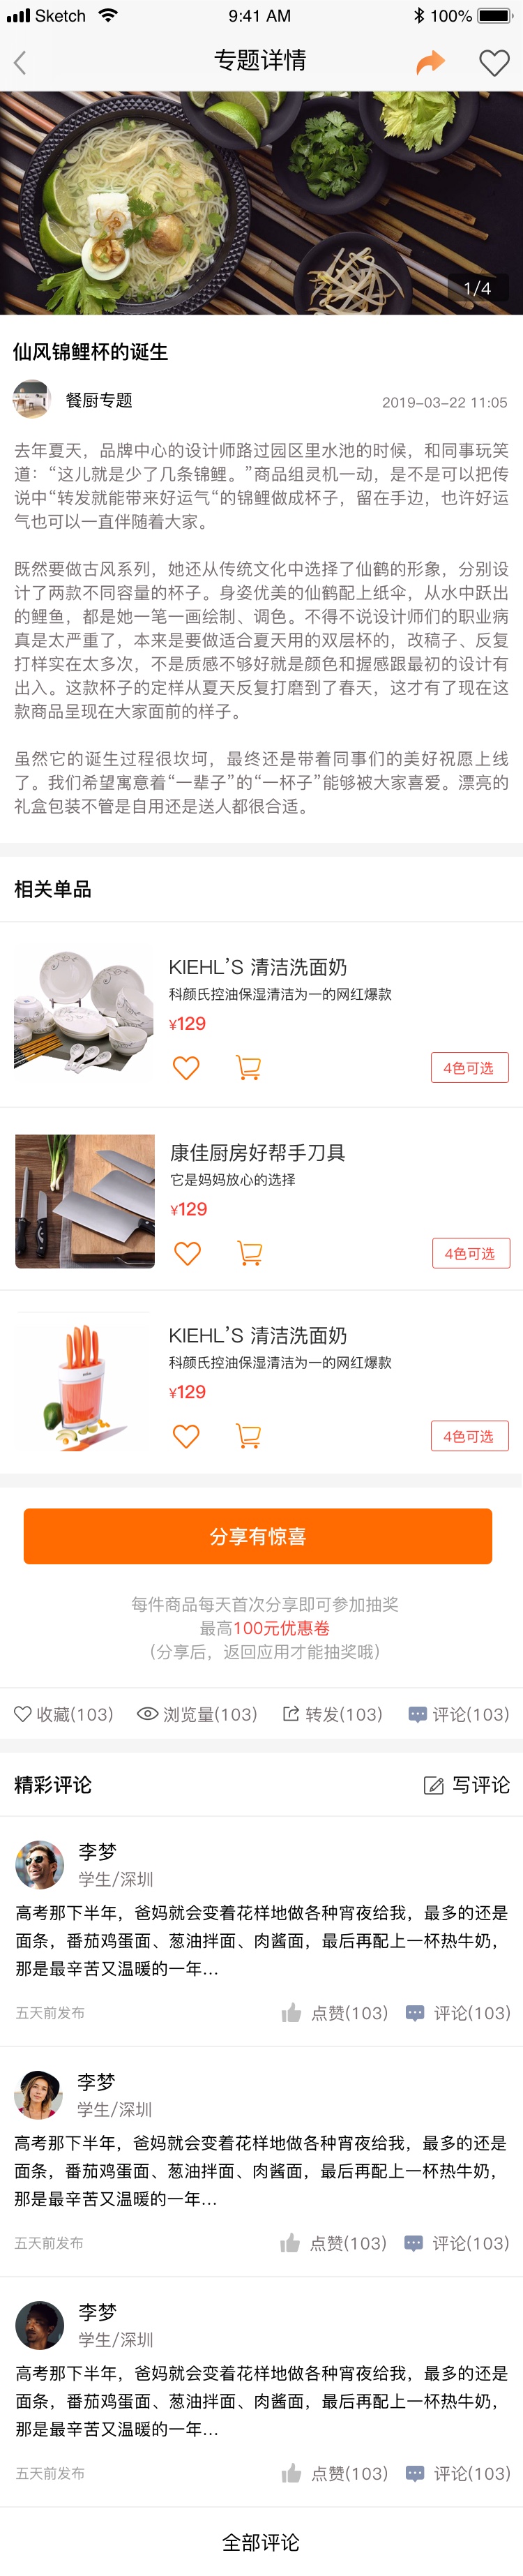 Sketch 9:41 AM 100%
专题详情
1/4
仙风锦鲤杯的诞生
餐厨专题 2019-03-22 11:05
去年夏天，品牌中心的设计师路过园区里水池的时候，和同事玩笑
道：“这儿就是少了几条锦鲤。”商品组灵机一动，是不是可以把传
说中“转发就能带来好运气“的锦鲤做成杯子，留在手边，也许好运
气也可以一直伴随着大家。
既然要做古风系列，她还从传统文化中选择了仙鹤的形象，分别设
计了两款不同容量的杯子。身姿优美的仙鹤配上纸伞，从水中跃出
的鲤鱼，都是她一笔一画绘制、调色。不得不说设计师们的职业病
真是太严重了，本来是要做适合夏天用的双层杯的，改稿子、反复
打样实在太多次，不是质感不够好就是颜色和握感跟最初的设计有
出入。这款杯子的定样从夏天反复打磨到了春天，这才有了现在这
款商品呈现在大家面前的样子。
虽然它的诞生过程很坎坷，最终还是带着同事们的美好祝愿上线
了。我们希望寓意着“一辈子”的“一杯子”能够被大家喜爱。漂亮的
礼盒包装不管是自用还是送人都很合适。
相关单品
KIEHL'S 清洁洗面奶
科颜氏控油保湿清洁为一的网红爆款
¥129
4色可选
康佳厨房好帮手刀具
它是妈妈放心的选择
¥129
4色可选
KIEHL'S 清洁洗面奶
科颜氏控油保湿清洁为一的网红爆款
¥129
4色可选
分享有惊喜
每件商品每天首次分享即可参加抽奖
最高100元优惠卷
（分享后，返回应用才能抽奖哦）
收藏(103) 浏览量(103) 转发(103) 评论(103)
精彩评论 写评论
李梦
学生/深圳
高考那下半年，爸妈就会变着花样地做各种宵夜给我，最多的还是
面条，番茄鸡蛋面、葱油拌面、肉酱面，最后再配上一杯热牛奶，
那是最辛苦又温暖的一年...
五天前发布 点赞(103) 评论(103)
李梦
学生/深圳
高考那下半年，爸妈就会变着花样地做各种宵夜给我，最多的还是
面条，番茄鸡蛋面、葱油拌面、肉酱面，最后再配上一杯热牛奶，
那是最辛苦又温暖的一年...
五天前发布 点赞(103) 评论(103)
李梦
学生/深圳
高考那下半年，爸妈就会变着花样地做各种宵夜给我，最多的还是
面条，番茄鸡蛋面、葱油拌面、肉酱面，最后再配上一杯热牛奶，
那是最辛苦又温暖的一年...
五天前发布 点赞(103) 评论(103)
全部评论